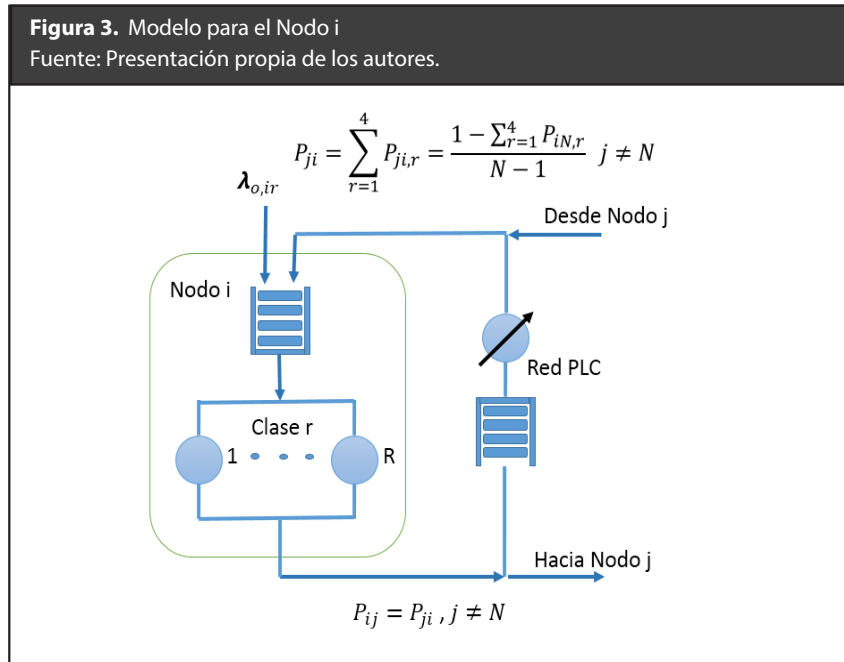 Figura 3. Modelo para el Nodo i
Fuente: Presentación propia de los autores.
P_{ji} = \sum_{r=1}^{4} P_{ji,r} = \frac{1 - \sum_{r=1}^{4} P_{iN,r}}{N - 1} j ≠ N
λ_{o,ir}
Desde Nodo j
Nodo i
Red PLC
Clase r
1 • • • R
Hacia Nodo j
P_{ij} = P_{ji} , j ≠ N